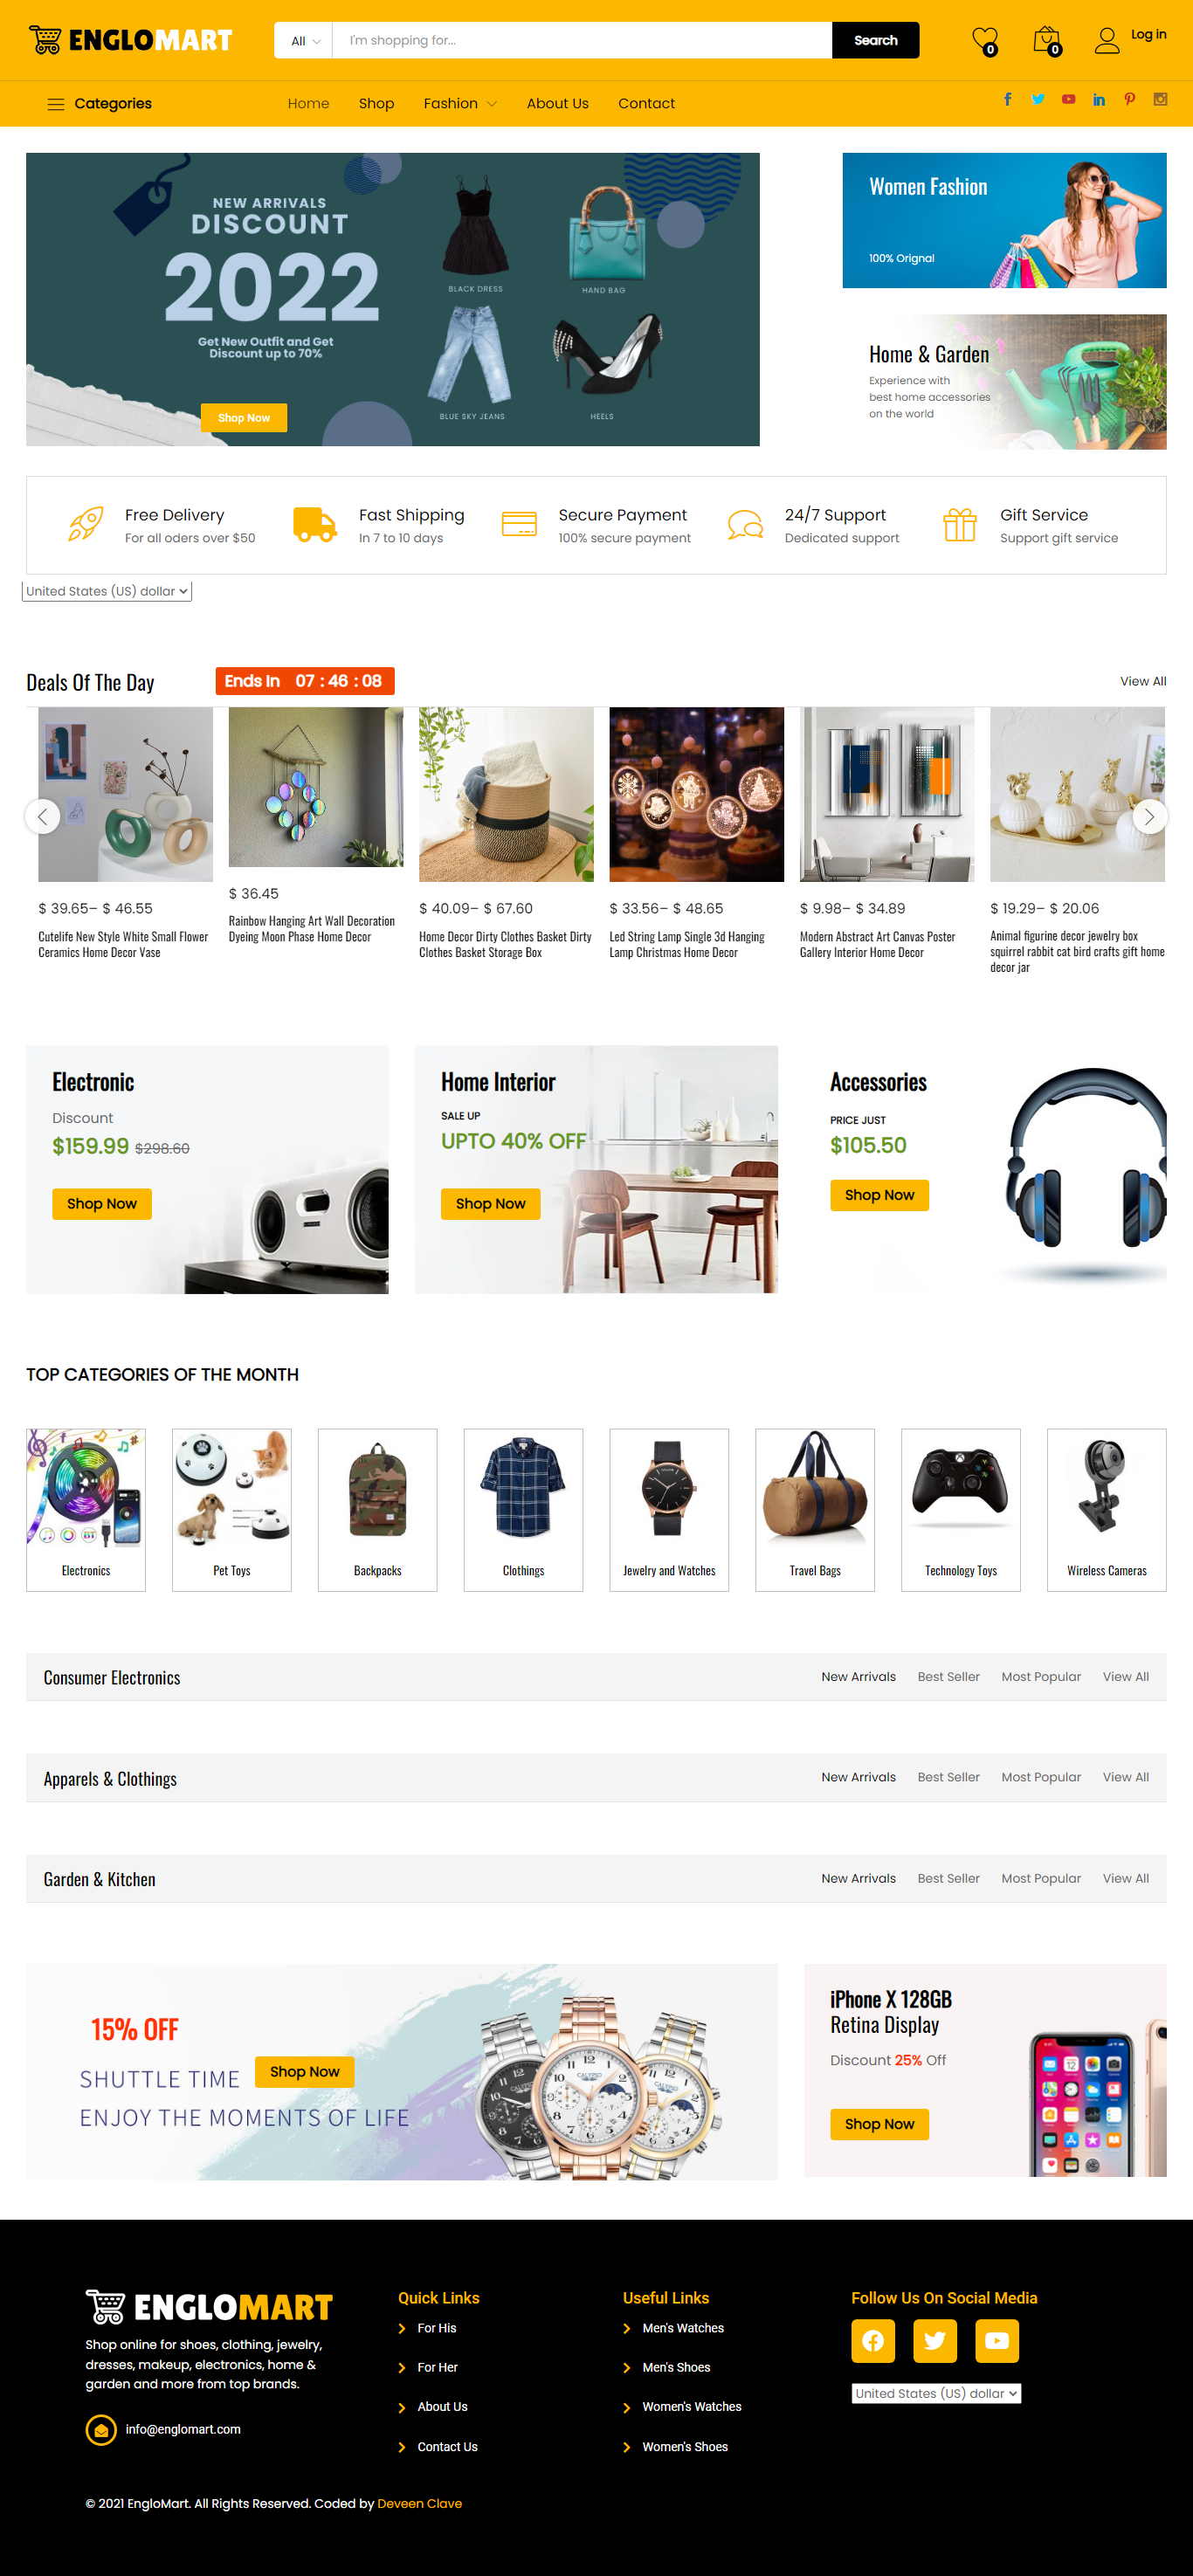 ENGLOMART
All
I'm shopping for...
Search
0
0
Log in
Categories
Home
Shop
Fashion
About Us
Contact
NEW ARRIVALS
DISCOUNT
2022
Get New Outfit and Get
Discount up to 70%
Shop Now
BLACK DRESS
HAND BAG
BLUE SKY JEANS
HEELS
Women Fashion
100% Orignal
Home & Garden
Experience with
best home accessories
on the world
Free Delivery
For all oders over $50
Fast Shipping
In 7 to 10 days
Secure Payment
100% secure payment
24/7 Support
Dedicated support
Gift Service
Support gift service
United States (US) dollar
Deals Of The Day
Ends In 07 : 46 : 08
View All
$ 39.65– $ 46.55
Cutelife New Style White Small Flower
Ceramics Home Decor Vase
$ 36.45
Rainbow Hanging Art Wall Decoration
Dyeing Moon Phase Home Decor
$ 40.09– $ 67.60
Home Decor Dirty Clothes Basket Dirty
Clothes Basket Storage Box
$ 33.56– $ 48.65
Led String Lamp Single 3d Hanging
Lamp Christmas Home Decor
$ 9.98– $ 34.89
Modern Abstract Art Canvas Poster
Gallery Interior Home Decor
$ 19.29– $ 20.06
Animal figurine decor jewelry box
squirrel rabbit cat bird crafts gift home
decor jar
Electronic
Discount
$159.99 $298.60
Shop Now
Home Interior
SALE UP
UPTO 40% OFF
Shop Now
Accessories
PRICE JUST
$105.50
Shop Now
TOP CATEGORIES OF THE MONTH
Electronics
Pet Toys
Backpacks
Clothings
Jewelry and Watches
Travel Bags
Technology Toys
Wireless Cameras
Consumer Electronics
New Arrivals
Best Seller
Most Popular
View All
Apparels & Clothings
New Arrivals
Best Seller
Most Popular
View All
Garden & Kitchen
New Arrivals
Best Seller
Most Popular
View All
15% OFF
SHUTTLE TIME
Shop Now
ENJOY THE MOMENTS OF LIFE
CALYPSO
CALYPSO
CALYPSO
iPhone X 128GB
Retina Display
Discount 25% Off
Shop Now
ENGLOMART
Shop online for shoes, clothing, jewelry,
dresses, makeup, electronics, home &
garden and more from top brands.
info@englomart.com
Quick Links
For His
For Her
About Us
Contact Us
Useful Links
Men's Watches
Men's Shoes
Women's Watches
Women's Shoes
Follow Us On Social Media
United States (US) dollar
© 2021 EngloMart. All Rights Reserved. Coded by Deveen Clave